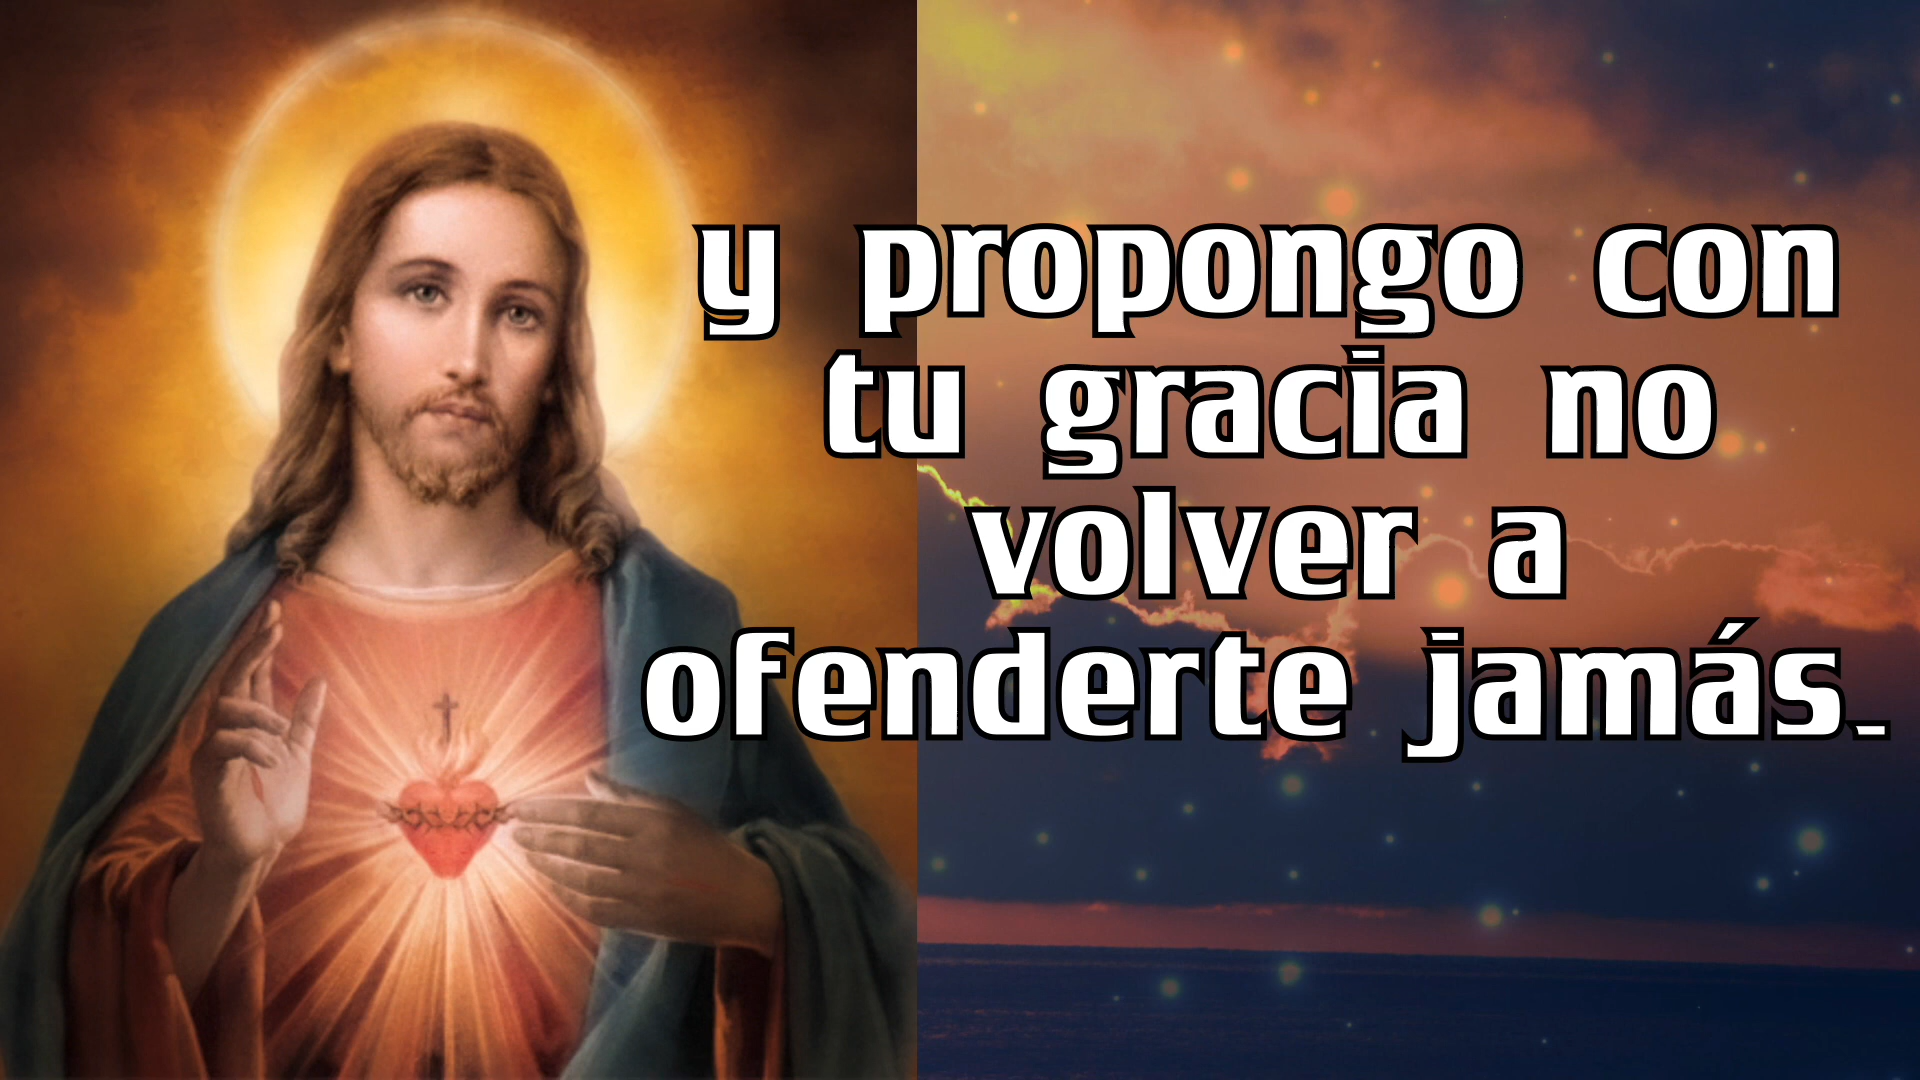 y propongo con
tu gracia no
volver a
ofenderte jamás.